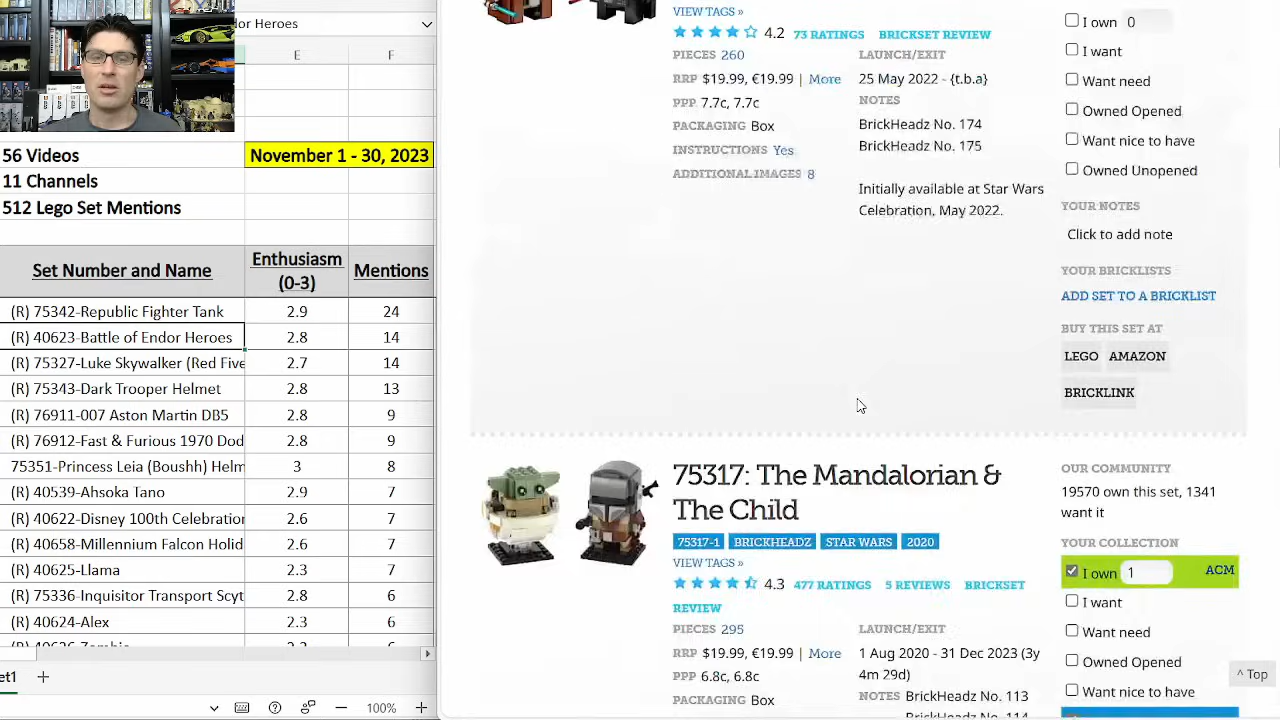 dor Heroes
E F
56 Videos November 1 - 30, 2023
11 Channels
512 Lego Set Mentions
Set Number and Name Enthusiasm (0-3) Mentions
(R) 75342-Republic Fighter Tank 2.9 24
(R) 40623-Battle of Endor Heroes 2.8 14
(R) 75327-Luke Skywalker (Red Five 2.7 14
(R) 75343-Dark Trooper Helmet 2.8 13
(R) 76911-007 Aston Martin DB5 2.8 9
(R) 76912-Fast & Furious 1970 Dod 2.8 9
75351-Princess Leia (Boushh) Helm 3 8
(R) 40539-Ahsoka Tano 2.9 7
(R) 40622-Disney 100th Celebration 2.6 7
(R) 40658-Millennium Falcon Holid 2.6 7
(R) 40625-Llama 2.3 7
(R) 75336-Inquisitor Transport Scyt 2.8 6
(R) 40624-Alex 2.3 6
et1 +
100%
VIEW TAGS »
4.2 73 RATINGS BRICKSET REVIEW
PIECES 260
RRP $19.99, €19.99 | More
PPP 7.7c, 7.7c
PACKAGING Box
INSTRUCTIONS Yes
ADDITIONAL IMAGES 8
LAUNCH/EXIT
25 May 2022 - {t.b.a}
NOTES
BrickHeadz No. 174
BrickHeadz No. 175
Initially available at Star Wars
Celebration, May 2022.
I own 0
I want
Want need
Owned Opened
Want nice to have
Owned Unopened
YOUR NOTES
Click to add note
YOUR BRICKLISTS
ADD SET TO A BRICKLIST
BUY THIS SET AT
LEGO AMAZON
BRICKLINK
75317: The Mandalorian &
The Child
75317-1 BRICKHEADZ STAR WARS 2020
VIEW TAGS »
4.3 477 RATINGS 5 REVIEWS BRICKSET
REVIEW
PIECES 295
RRP $19.99, €19.99 | More
PPP 6.8c, 6.8c
PACKAGING Box
LAUNCH/EXIT
1 Aug 2020 - 31 Dec 2023 (3y
4m 29d)
NOTES BrickHeadz No. 113
OUR COMMUNITY
19570 own this set, 1341
want it
YOUR COLLECTION
I own 1 ACM
I want
Want need
Owned Opened
Want nice to have
^ Top